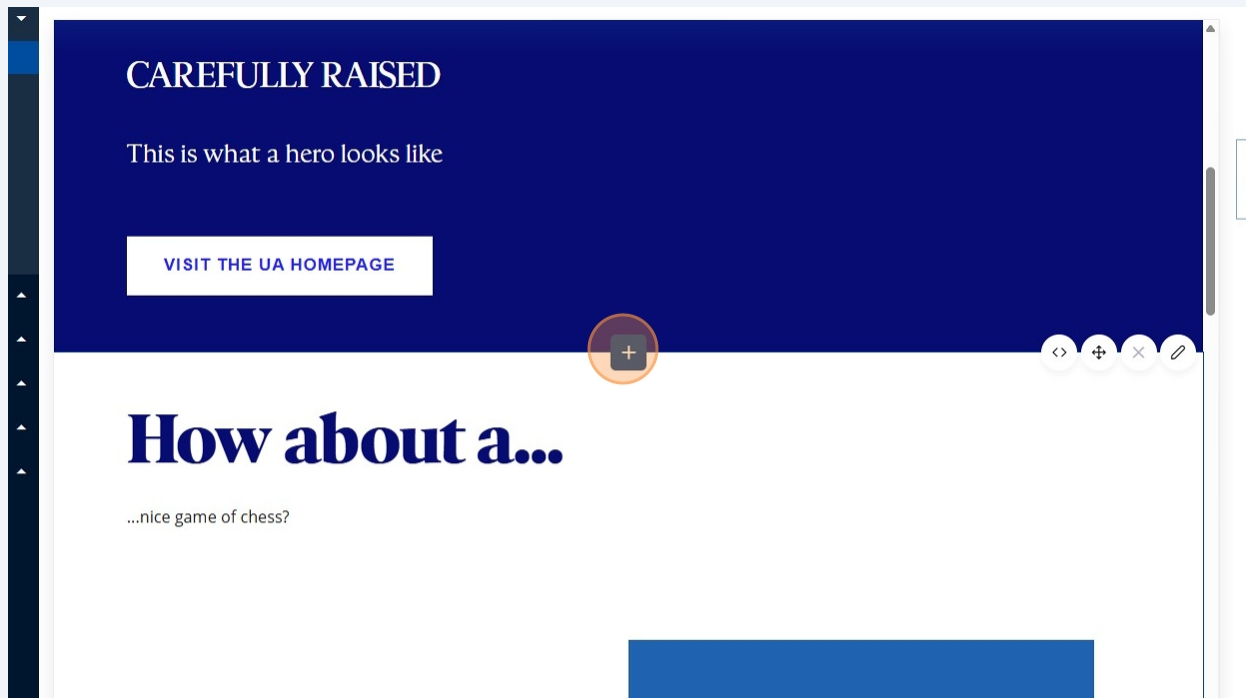 CAREFULLY RAISED
This is what a hero looks like
VISIT THE UA HOMEPAGE
How about a...
...nice game of chess?